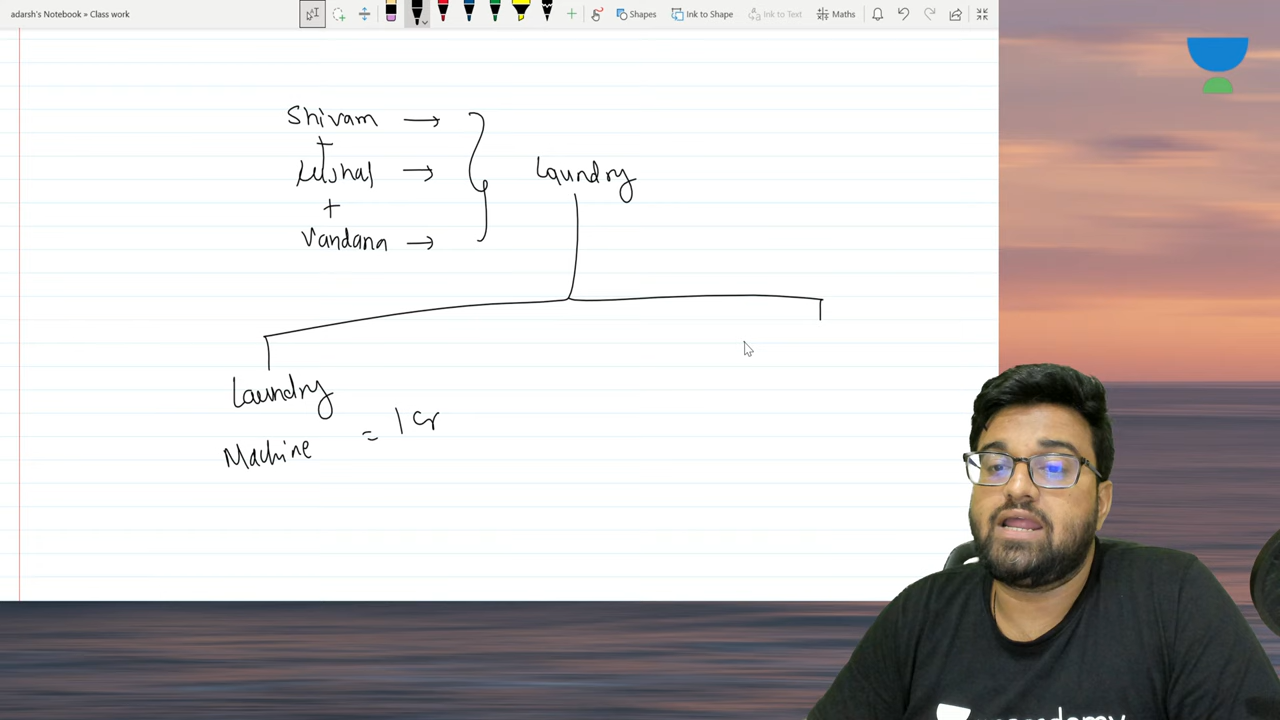 adarsh's Notebook » Class work
Shapes
Ink to Shape
Ink to Text
Maths
Shivam →
+
Kushal →
+
Vandana →
Laundry
Laundry
Machine = 1 Cr